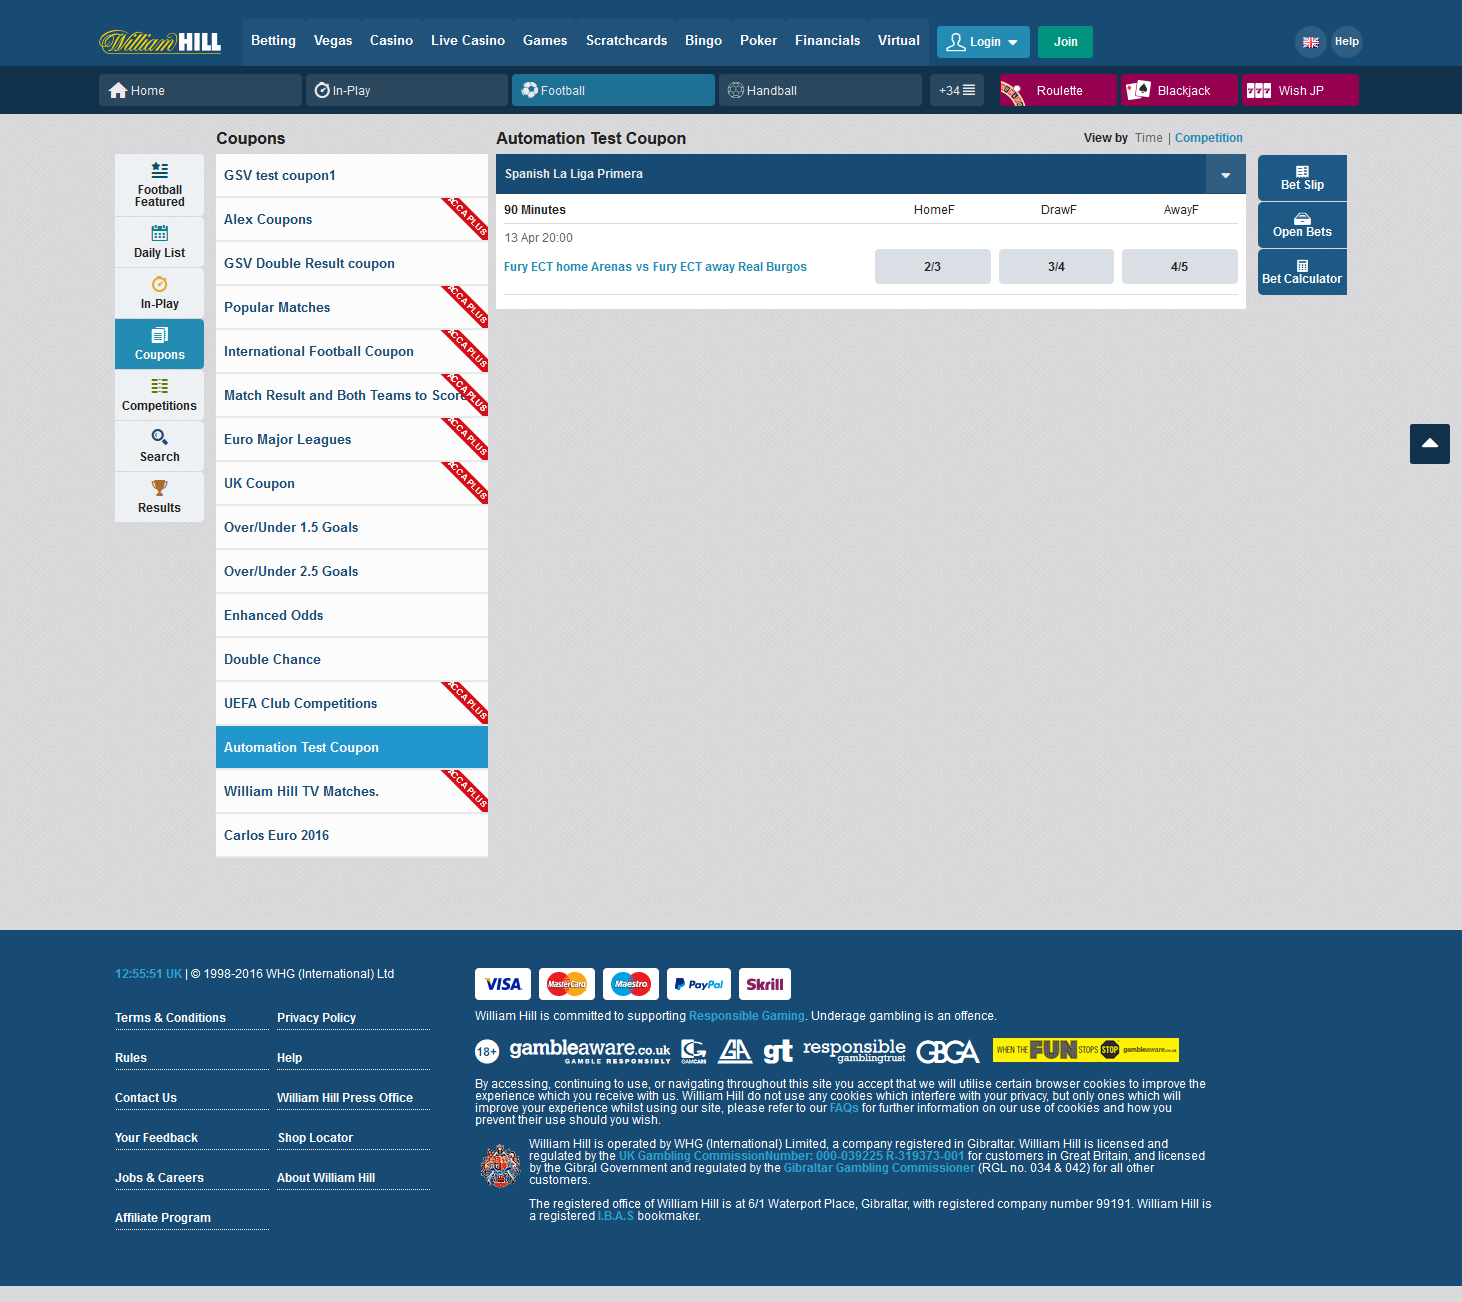 William HILL
Betting Vegas Casino Live Casino Games Scratchcards Bingo Poker Financials Virtual Login Join Help
Home In-Play Football Handball +34 Roulette Blackjack Wish JP
Coupons
Automation Test Coupon
View by Time | Competition
Football
Featured
Daily List
In-Play
Coupons
Competitions
Search
Results
GSV test coupon1
Alex Coupons
ACCA PLUS
GSV Double Result coupon
Popular Matches
ACCA PLUS
International Football Coupon
ACCA PLUS
Match Result and Both Teams to Score
ACCA PLUS
Euro Major Leagues
ACCA PLUS
UK Coupon
ACCA PLUS
Over/Under 1.5 Goals
Over/Under 2.5 Goals
Enhanced Odds
Double Chance
UEFA Club Competitions
ACCA PLUS
Automation Test Coupon
William Hill TV Matches.
ACCA PLUS
Carlos Euro 2016
Spanish La Liga Primera
90 Minutes HomeF DrawF AwayF
13 Apr 20:00
Fury ECT home Arenas vs Fury ECT away Real Burgos 2/3 3/4 4/5
Bet Slip
Open Bets
Bet Calculator
12:55:51 UK | © 1998-2016 WHG (International) Ltd
Terms & Conditions Privacy Policy
Rules Help
Contact Us William Hill Press Office
Your Feedback Shop Locator
Jobs & Careers About William Hill
Affiliate Program
VISA MasterCard Maestro PayPal Skrill
William Hill is committed to supporting Responsible Gaming. Underage gambling is an offence.
18+ gambleaware.co.uk GAMBLE RESPONSIBLY GAMCARE GA gt responsible gamblingtrust GBGA WHEN THE FUN STOPS STOP gambleaware.co.uk
By accessing, continuing to use, or navigating throughout this site you accept that we will utilise certain browser cookies to improve the
experience which you receive with us. William Hill do not use any cookies which interfere with your privacy, but only ones which will
improve your experience whilst using our site, please refer to our FAQs for further information on our use of cookies and how you
prevent their use should you wish.
William Hill is operated by WHG (International) Limited, a company registered in Gibraltar. William Hill is licensed and
regulated by the UK Gambling CommissionNumber: 000-039225 R-319373-001 for customers in Great Britain, and licensed
by the Gibral Government and regulated by the Gibraltar Gambling Commissioner (RGL no. 034 & 042) for all other
customers.
The registered office of William Hill is at 6/1 Waterport Place, Gibraltar, with registered company number 99191. William Hill is
a registered I.B.A.S bookmaker.